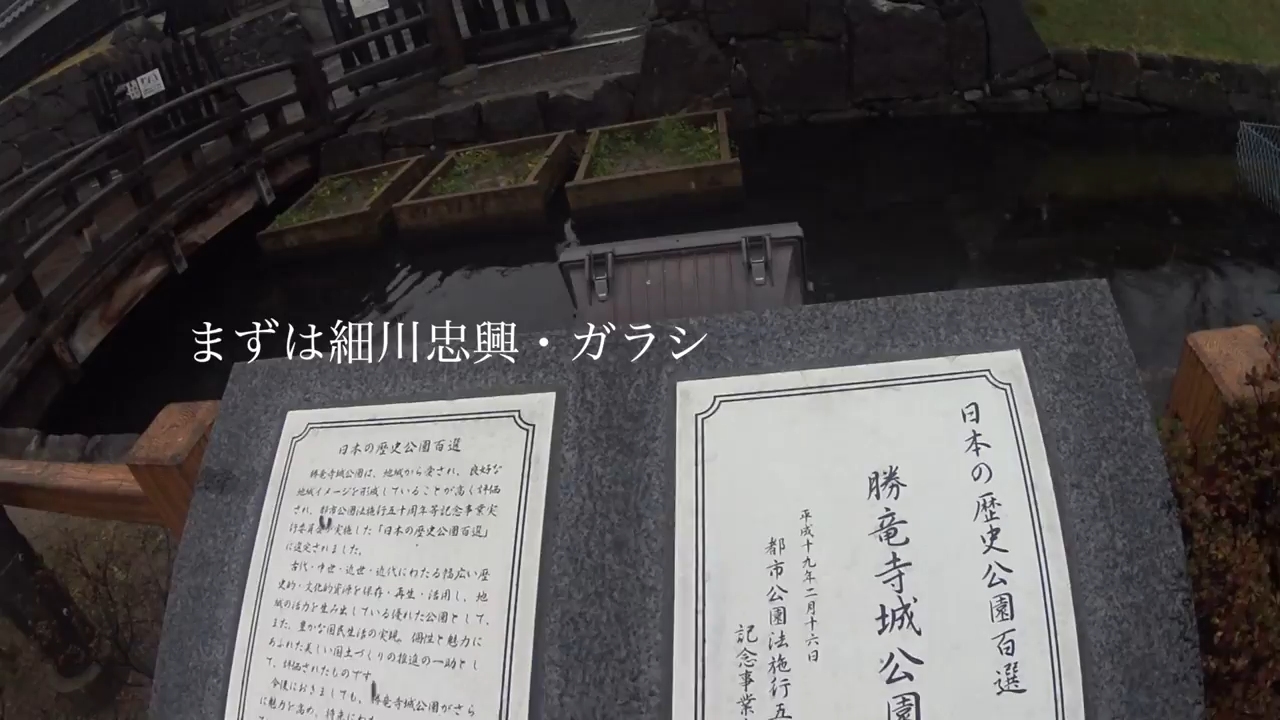 まずは細川忠興・ガラシ
日本の歴史公園百選
勝竜寺城公園は、地域から愛され、良好な
地域イメージを形成していることが高く評価
され、都市公園法施行五十周年等記念事業実
行委員会が実施した「日本の歴史公園百選」
に選定されました。
古代・中世・近世・近代にわたる幅広い歴
史的・文化的資源を保存・再生・活用し、地
域の活力を生み出している優れた公園として、
また、豊かな国民生活の実現、個性と魅力に
あふれた美しい国土づくりの推進の一助とし
て、評価されたものです
今後におきましても、勝竜寺城公園がさら
に魅力を高め、将来にわ
日本の歴史公園百選
勝竜寺城公園
平成十九年二月十六日
都市公園法施行五
記念事業